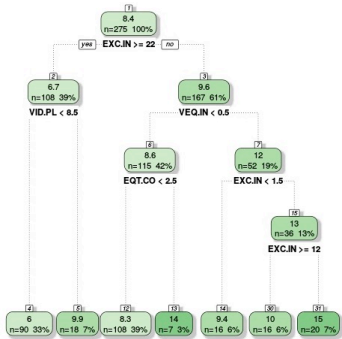 1
8.4
n=275 100%
yes EXC.IN >= 22 no
2
6.7
n=108 39%
VID.PL < 8.5
3
9.6
n=167 61%
VEQ.IN < 0.5
6
8.6
n=115 42%
EQT.CO < 2.5
7
12
n=52 19%
EXC.IN < 1.5
15
13
n=36 13%
EXC.IN >= 12
4
6
n=90 33%
5
9.9
n=18 7%
12
8.3
n=108 39%
13
14
n=7 3%
14
9.4
n=16 6%
30
10
n=16 6%
31
15
n=20 7%